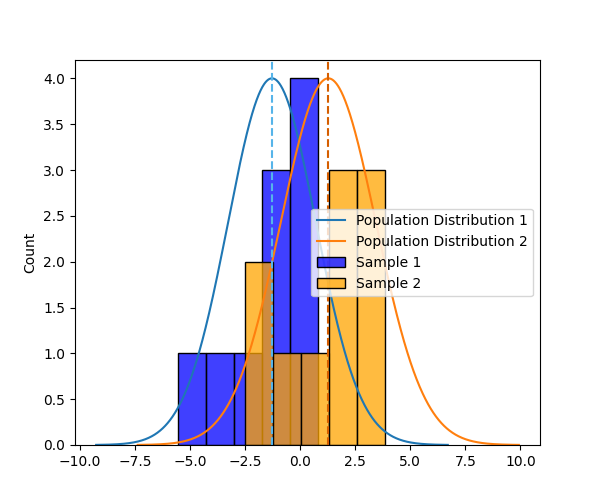 4.0
3.5
3.0
2.5
2.0
1.5
1.0
0.5
0.0
Count
Population Distribution 1
Population Distribution 2
Sample 1
Sample 2
−10.0 −7.5 −5.0 −2.5 0.0 2.5 5.0 7.5 10.0